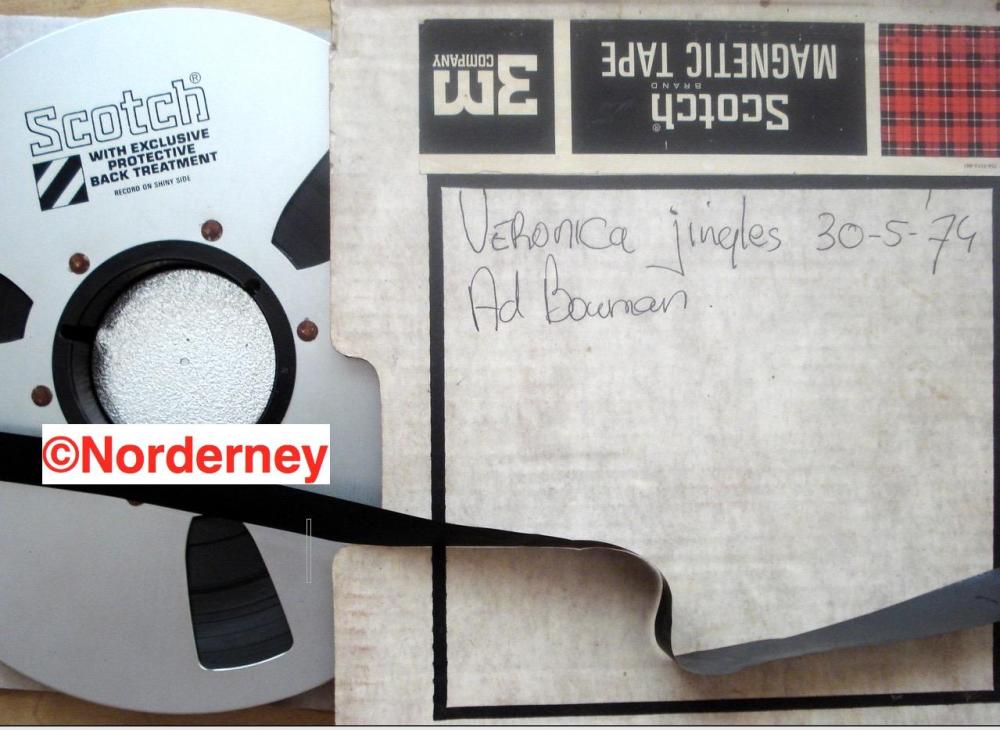 Scotch®
WITH EXCLUSIVE
PROTECTIVE
BACK TREATMENT
RECORD ON SHINY SIDE
©Norderney
3M
COMPANY
Scotch®
BRAND
MAGNETIC TAPE
VERONICA jingles 30-5-'74
Ad Bouman.